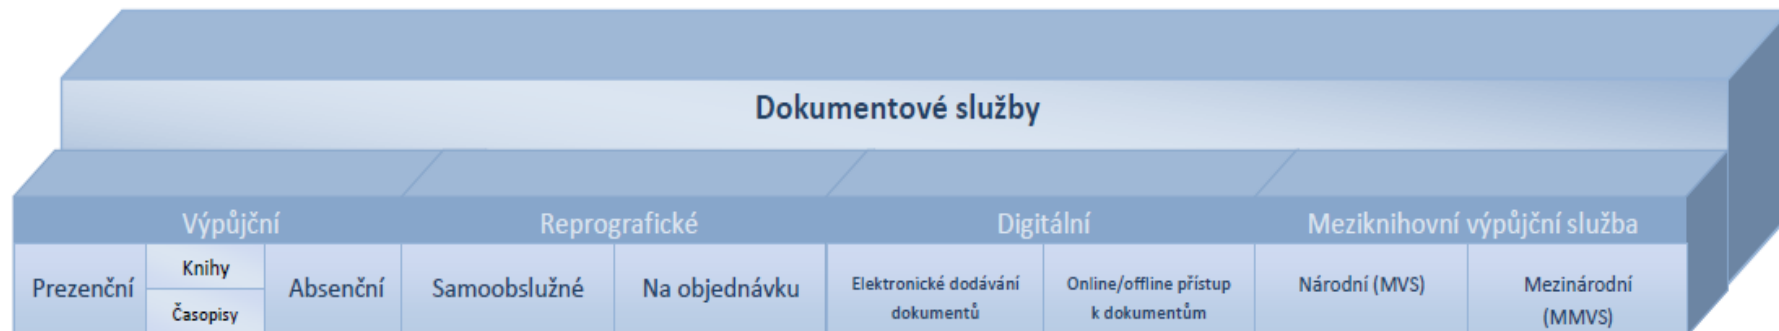 Dokumentové služby
Výpůjční
Reprografické
Digitální
Meziknihovní výpůjční služba
Prezenční
Knihy
Časopisy
Absenční
Samoobslužné
Na objednávku
Elektronické dodávání
dokumentů
Online/offline přístup
k dokumentům
Národní (MVS)
Mezinárodní
(MMVS)